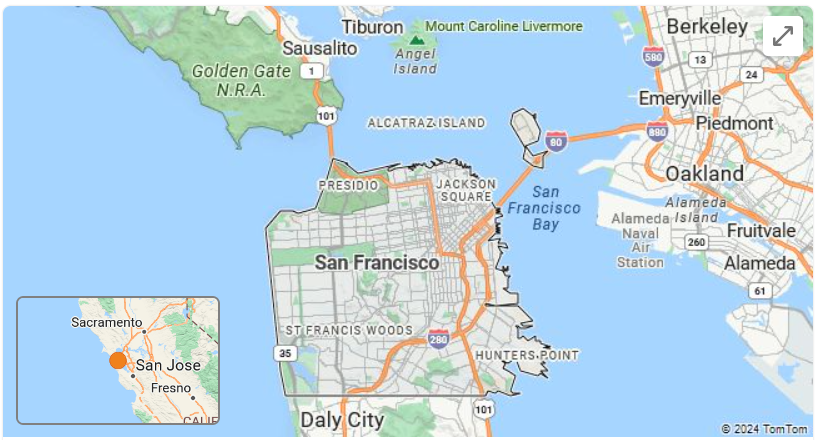 Tiburon
Mount Caroline Livermore
Berkeley
Sausalito
Angel
Island
580
13
24
Golden Gate
N.R.A.
1
Emeryville
101
ALCATRAZ ISLAND
80
880
Piedmont
PRESIDIO
JACKSON
SQUARE
San
Francisco
Bay
Oakland
Alameda
Island
Alameda
Naval
Air
Station
260
Fruitvale
Alameda
San Francisco
61
ST FRANCIS WOODS
280
35
HUNTERS POINT
Sacramento
San Jose
Fresno
CALIF
101
Daly City
© 2024 TomTom